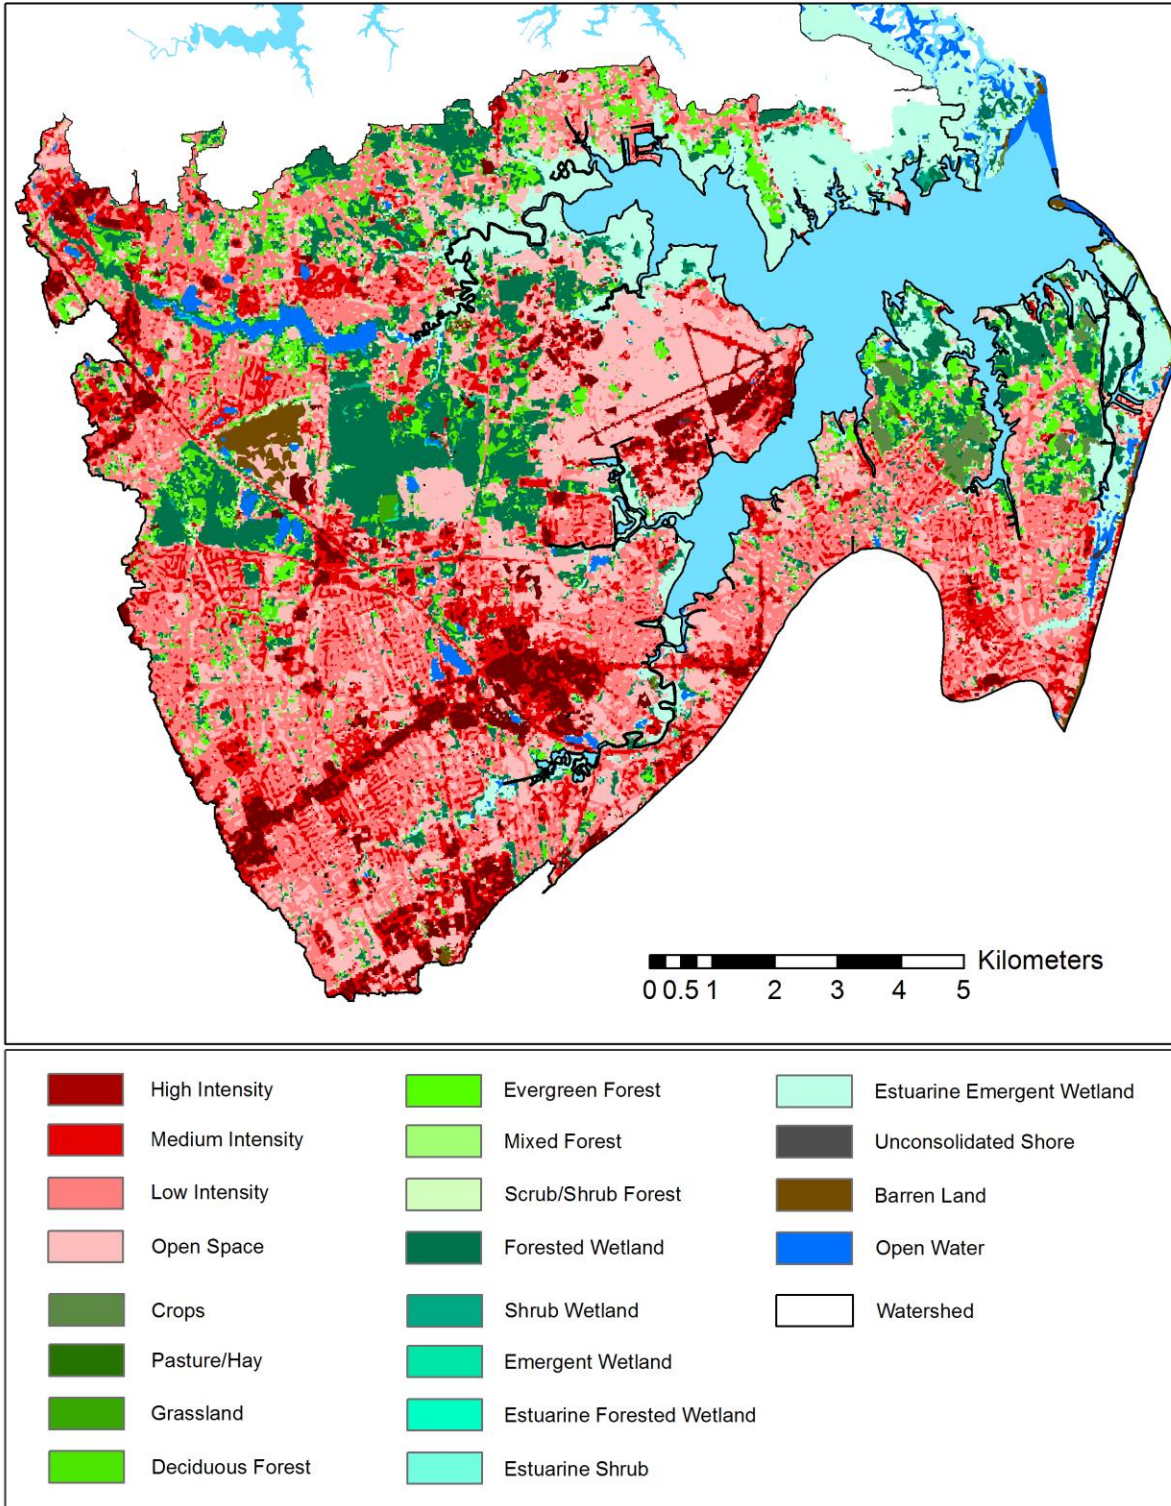 Kilometers
0 0.5 1 2 3 4 5
High Intensity
Medium Intensity
Low Intensity
Open Space
Crops
Pasture/Hay
Grassland
Deciduous Forest
Evergreen Forest
Mixed Forest
Scrub/Shrub Forest
Forested Wetland
Shrub Wetland
Emergent Wetland
Estuarine Forested Wetland
Estuarine Shrub
Estuarine Emergent Wetland
Unconsolidated Shore
Barren Land
Open Water
Watershed